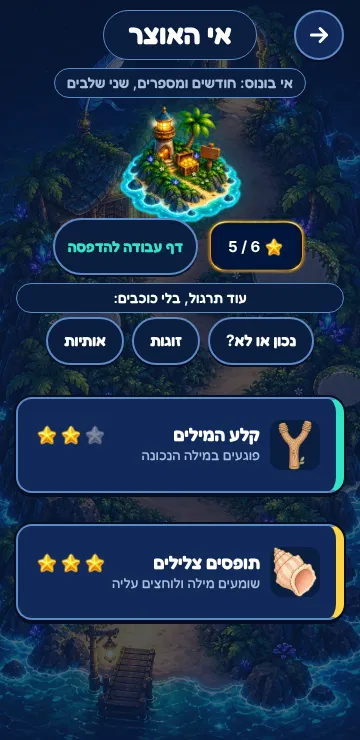 אי האוצר
אי בונוס: חודשים ומספרים, שני שלבים
5 / 6
דף עבודה להדפסה
עוד תרגול, בלי כוכבים:
נכון או לא?
זוגות
אותיות
קלע המילים
פוגעים במילה הנכונה
תופסים צלילים
שומעים מילה ולוחצים עליה